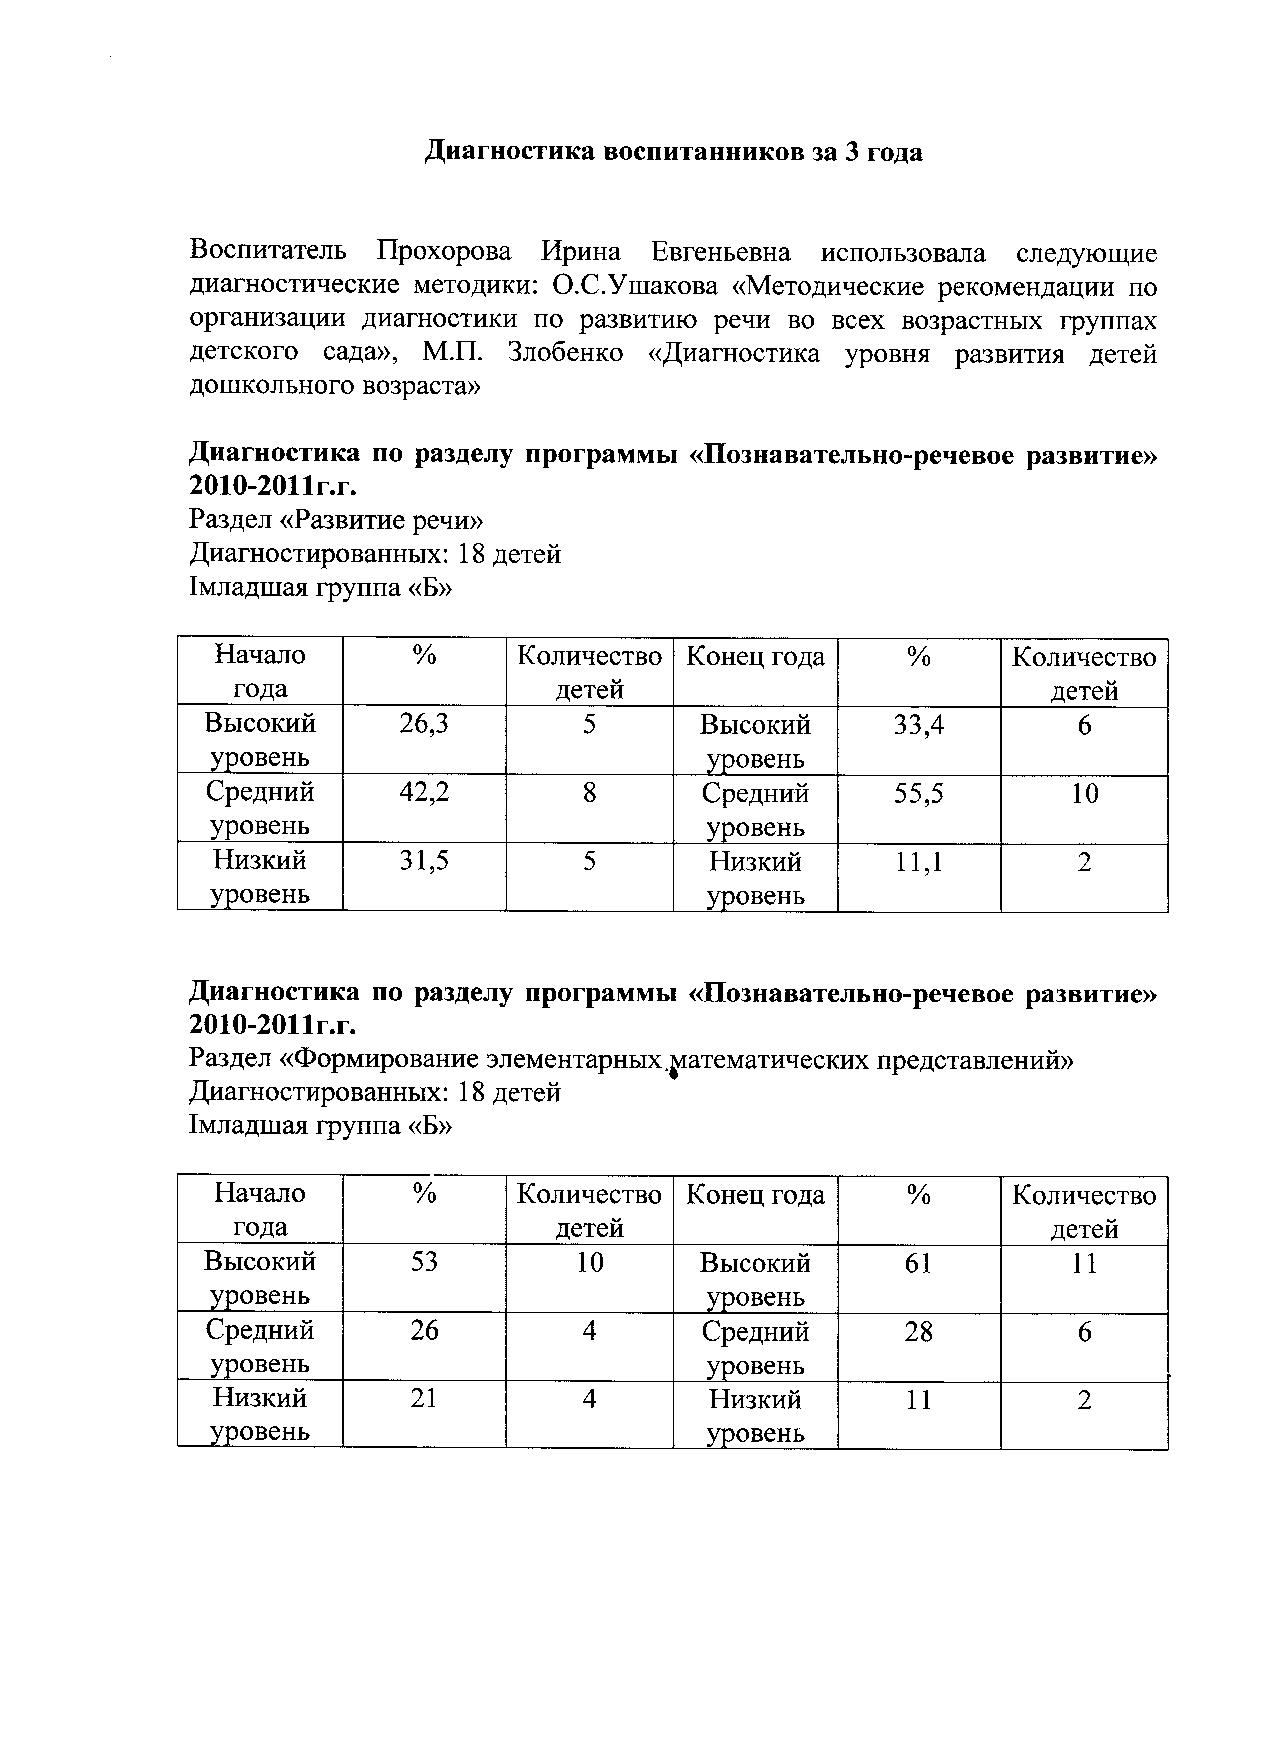 Диагностика воспитанников за 3 года
Воспитатель Прохорова Ирина Евгеньевна использовала следующие
диагностические методики: О.С.Ушакова «Методические рекомендации по
организации диагностики по развитию речи во всех возрастных группах
детского сада», М.П. Злобенко «Диагностика уровня развития детей
дошкольного возраста»
Диагностика по разделу программы «Познавательно-речевое развитие»
2010-2011г.г.
Раздел «Развитие речи»
Диагностированных: 18 детей
Iмладшая группа «Б»
Начало % Количество Конец года % Количество
года детей детей
Высокий 26,3 5 Высокий 33,4 6
уровень уровень
Средний 42,2 8 Средний 55,5 10
уровень уровень
Низкий 31,5 5 Низкий 11,1 2
уровень уровень
Диагностика по разделу программы «Познавательно-речевое развитие»
2010-2011г.г.
Раздел «Формирование элементарных математических представлений»
Диагностированных: 18 детей
Iмладшая группа «Б»
Начало % Количество Конец года % Количество
года детей детей
Высокий 53 10 Высокий 61 11
уровень уровень
Средний 26 4 Средний 28 6
уровень уровень
Низкий 21 4 Низкий 11 2
уровень уровень